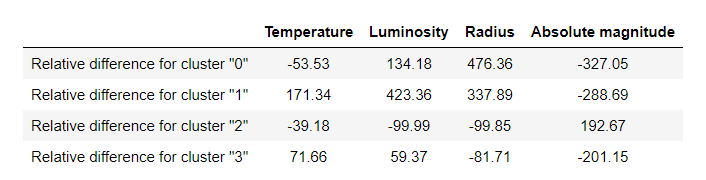 Temperature Luminosity Radius Absolute magnitude
Relative difference for cluster "0" -53.53 134.18 476.36 -327.05
Relative difference for cluster "1" 171.34 423.36 337.89 -288.69
Relative difference for cluster "2" -39.18 -99.99 -99.85 192.67
Relative difference for cluster "3" 71.66 59.37 -81.71 -201.15